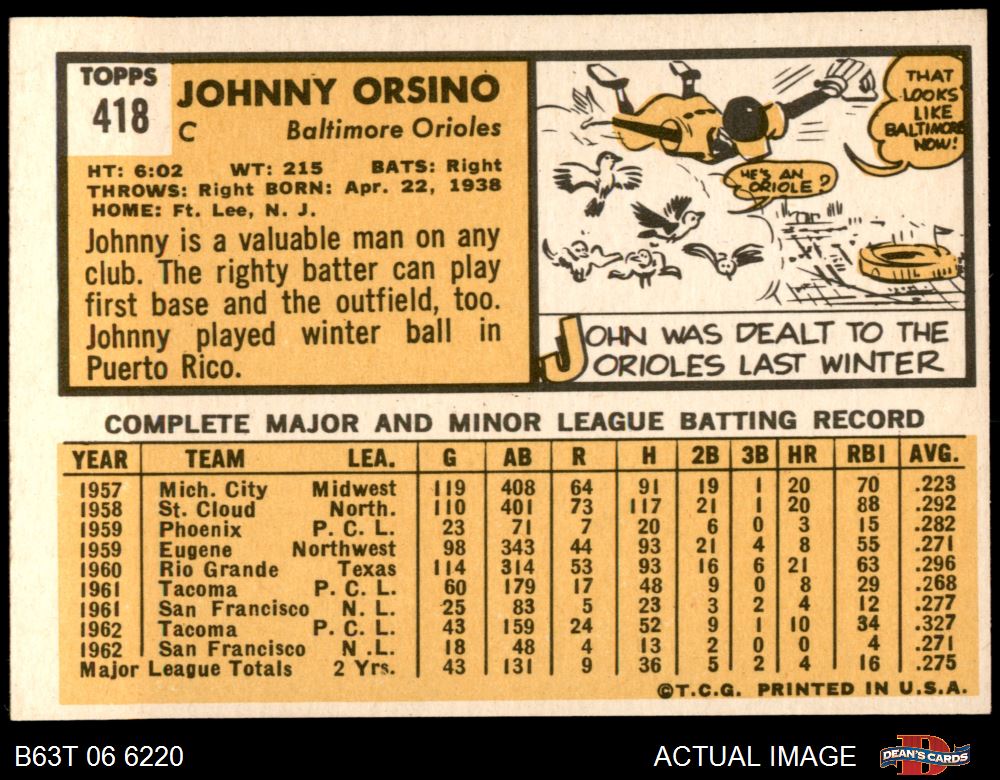 TOPPS
418
JOHNNY ORSINO
C Baltimore Orioles
HT: 6:02 WT: 215 BATS: Right
THROWS: Right BORN: Apr. 22, 1938
HOME: Ft. Lee, N. J.
Johnny is a valuable man on any
club. The righty batter can play
first base and the outfield, too.
Johnny played winter ball in
Puerto Rico.
THAT
LOOKS
LIKE
BALTIMORE
NOW!
HE'S AN
ORIOLE?
JOHN WAS DEALT TO THE
ORIOLES LAST WINTER
COMPLETE MAJOR AND MINOR LEAGUE BATTING RECORD
YEAR TEAM LEA. G AB R H 2B 3B HR RBI AVG.
1957 Mich. City Midwest 119 408 64 91 19 1 20 70 .223
1958 St. Cloud North. 110 401 73 117 21 1 20 88 .292
1959 Phoenix P. C. L. 23 71 7 20 6 0 3 15 .282
1959 Eugene Northwest 98 343 44 93 21 4 8 55 .271
1960 Rio Grande Texas 114 314 53 93 16 6 21 63 .296
1961 Tacoma P. C. L. 60 179 17 48 9 0 8 29 .268
1961 San Francisco N. L. 25 83 5 23 3 2 4 12 .277
1962 Tacoma P. C. L. 43 159 24 52 9 1 10 34 .327
1962 San Francisco N .L. 18 48 4 13 2 0 0 4 .271
Major League Totals 2 Yrs. 43 131 9 36 5 2 4 16 .275
©T.C.G. PRINTED IN U.S.A.
B63T 06 6220
ACTUAL IMAGE
DEAN'S CARDS